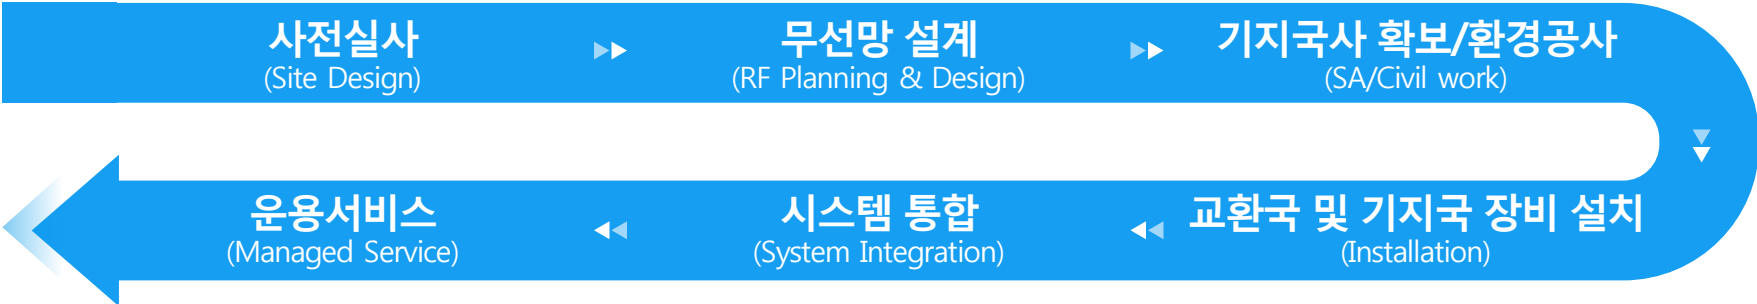 사전실사
(Site Design)
무선망 설계
(RF Planning & Design)
기지국사 확보/환경공사
(SA/Civil work)
교환국 및 기지국 장비 설치
(Installation)
시스템 통합
(System Integration)
운용서비스
(Managed Service)